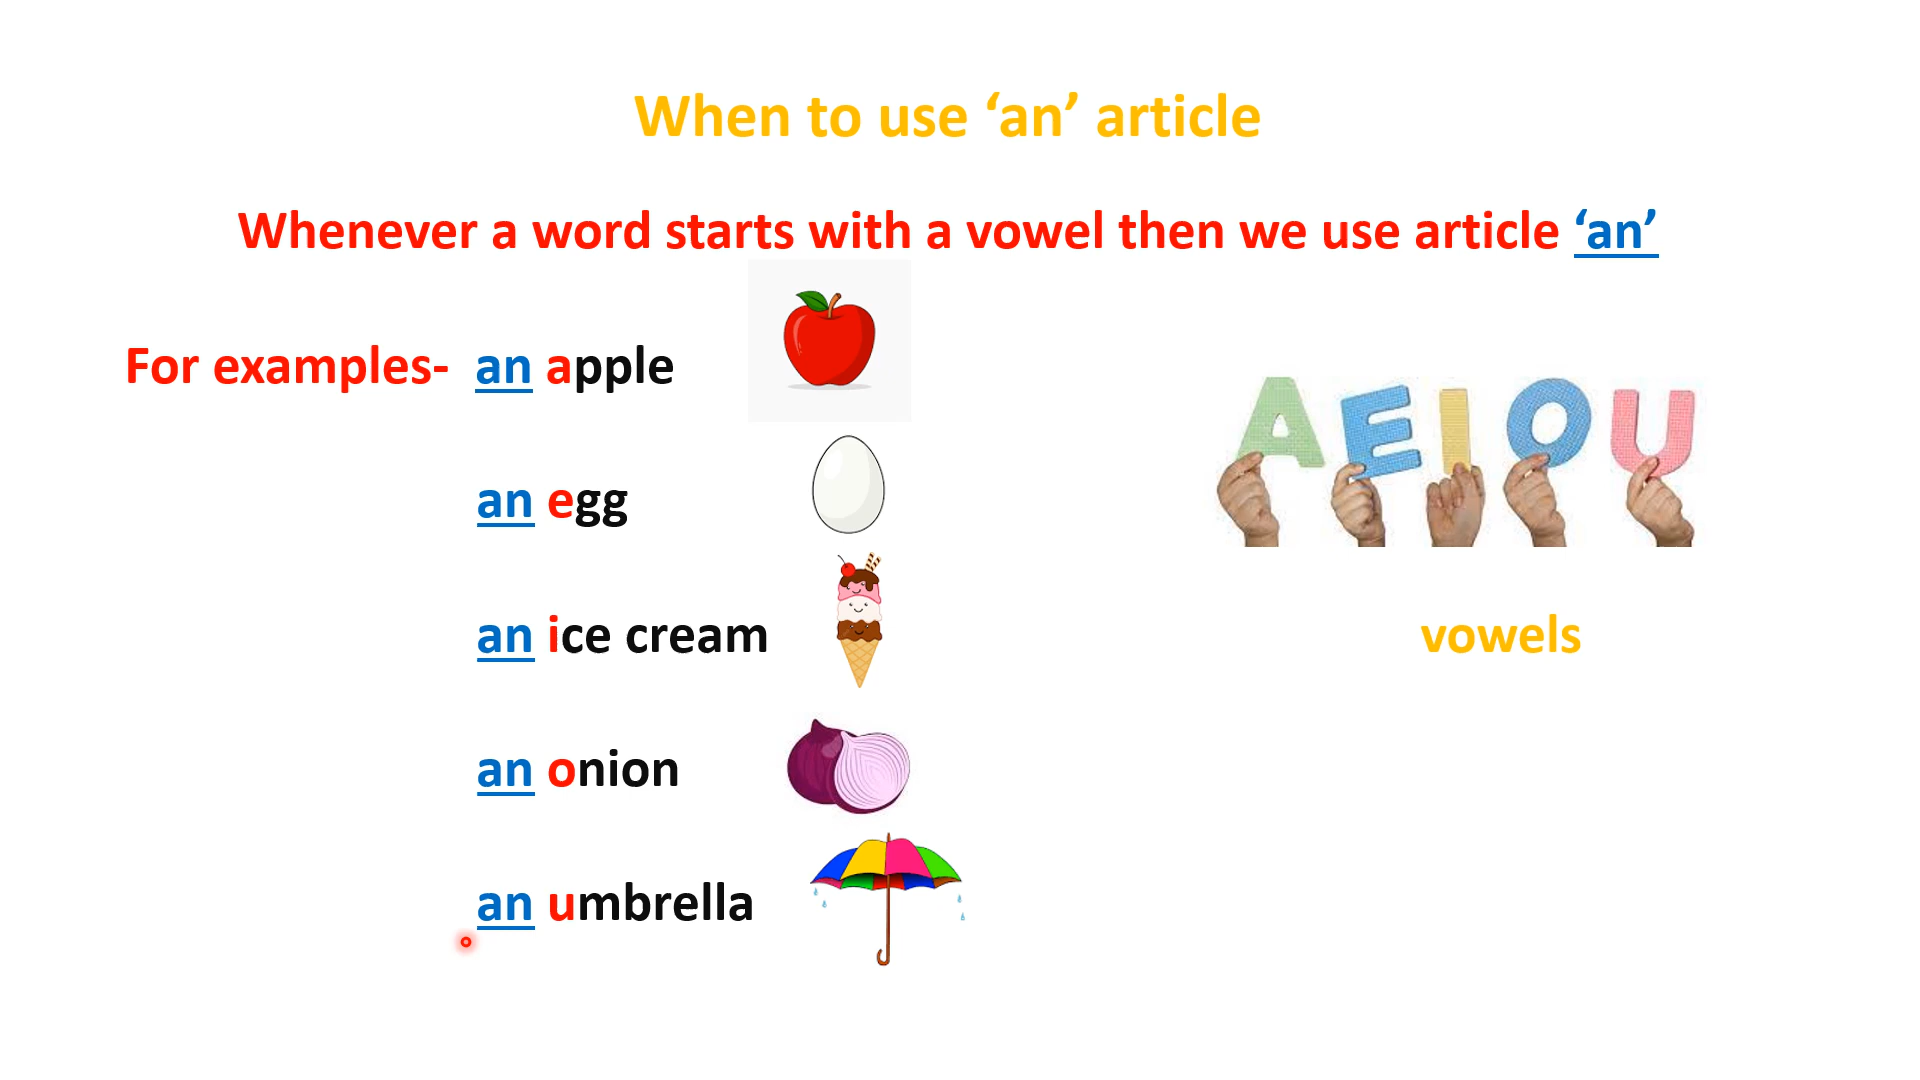 When to use ‘an’ article
Whenever a word starts with a vowel then we use article ‘an’
For examples- an apple
an egg
an ice cream
an onion
an umbrella
A E I O U
vowels